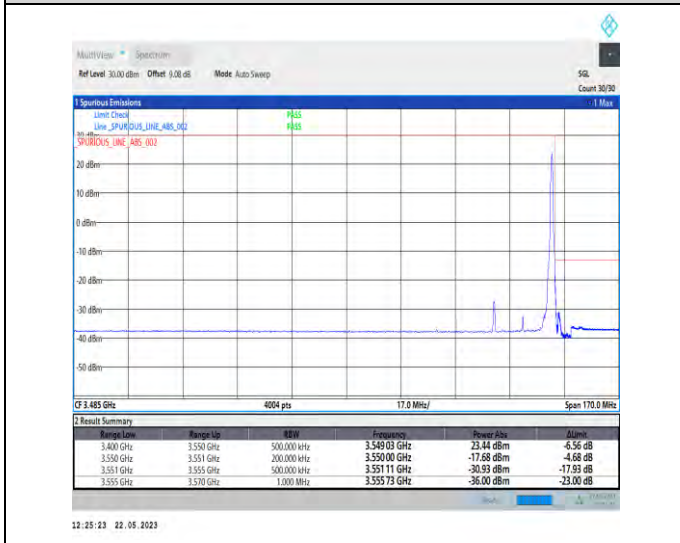 MultiView Spectrum
Ref Level 30.00 dBm Offset 9.08 dB Mode Auto Sweep SGL
Count 30/30
1 Spurious Emissions 1 Max
Limit Check PASS
Line _SPURIOUS_LINE_ABS_002 PASS
30 dBm
_SPURIOUS_LINE_ABS_002
20 dBm
10 dBm
0 dBm
-10 dBm
-20 dBm
-30 dBm
-40 dBm
-50 dBm
CF 3.485 GHz 4004 pts 17.0 MHz/ Span 170.0 MHz
2 Result Summary
Range Low Range Up RBW Frequency Power Abs ΔLimit
3.400 GHz 3.550 GHz 500.000 kHz 3.549 03 GHz 23.44 dBm -6.56 dB
3.550 GHz 3.551 GHz 200.000 kHz 3.550 00 GHz -17.68 dBm -4.68 dB
3.551 GHz 3.555 GHz 500.000 kHz 3.551 11 GHz -30.93 dBm -17.93 dB
3.555 GHz 3.570 GHz 1.000 MHz 3.555 73 GHz -36.00 dBm -23.00 dB
12:25:23 22.05.2023